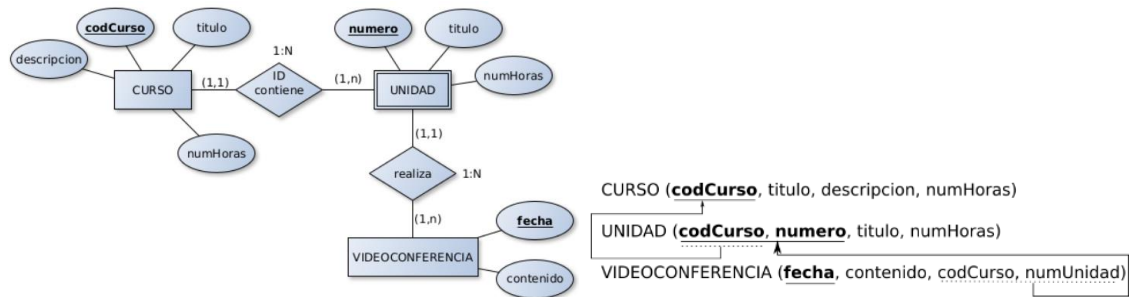 codCurso
titulo
numero
titulo
descripcion
1:N
numHoras
CURSO
(1,1)
ID
contiene
(1,n)
UNIDAD
numHoras
(1,1)
realiza
1:N
(1,n)
fecha
VIDEOCONFERENCIA
contenido
CURSO (codCurso, titulo, descripcion, numHoras)
UNIDAD (codCurso, numero, titulo, numHoras)
VIDEOCONFERENCIA (fecha, contenido, codCurso, numUnidad)